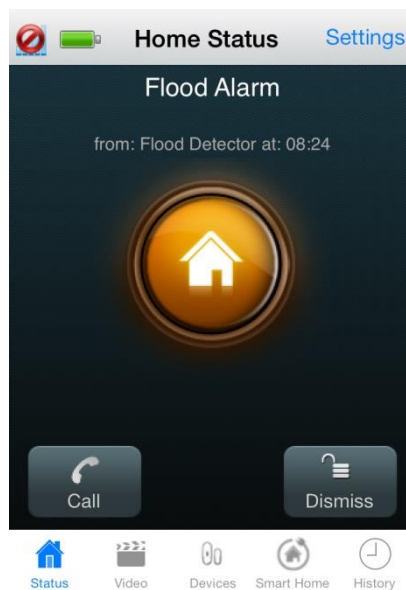 Home Status
Settings
Flood Alarm
from: Flood Detector at: 08:24
Call
Dismiss
Status
Video
Devices
Smart Home
History